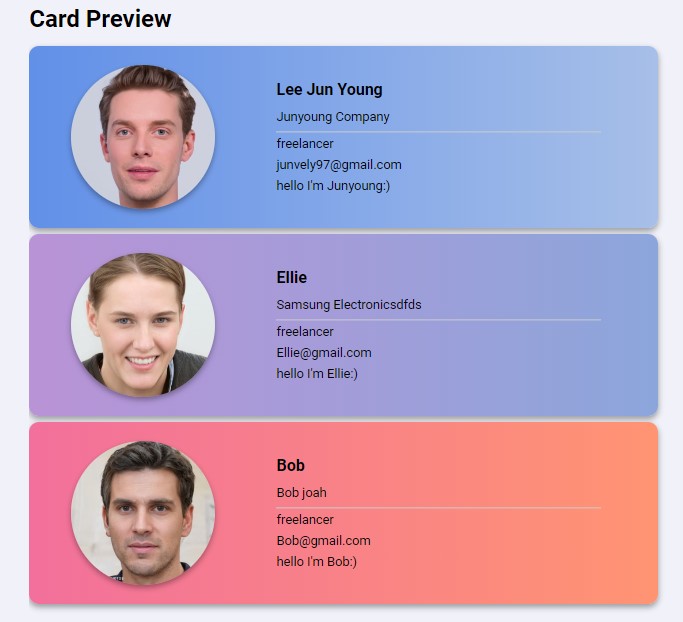 Card Preview
Lee Jun Young
Junyoung Company
freelancer
junvely97@gmail.com
hello I'm Junyoung:)
Ellie
Samsung Electronicsdfds
freelancer
Ellie@gmail.com
hello I'm Ellie:)
Bob
Bob joah
freelancer
Bob@gmail.com
hello I'm Bob:)